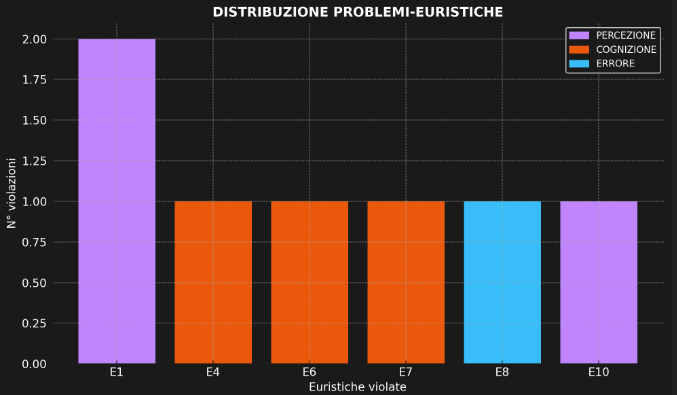 DISTRIBUZIONE PROBLEMI-EURISTICHE
PERCEZIONE
COGNIZIONE
ERRORE
N° violazioni
2.00
1.75
1.50
1.25
1.00
0.75
0.50
0.25
0.00
E1 E4 E6 E7 E8 E10
Euristiche violate